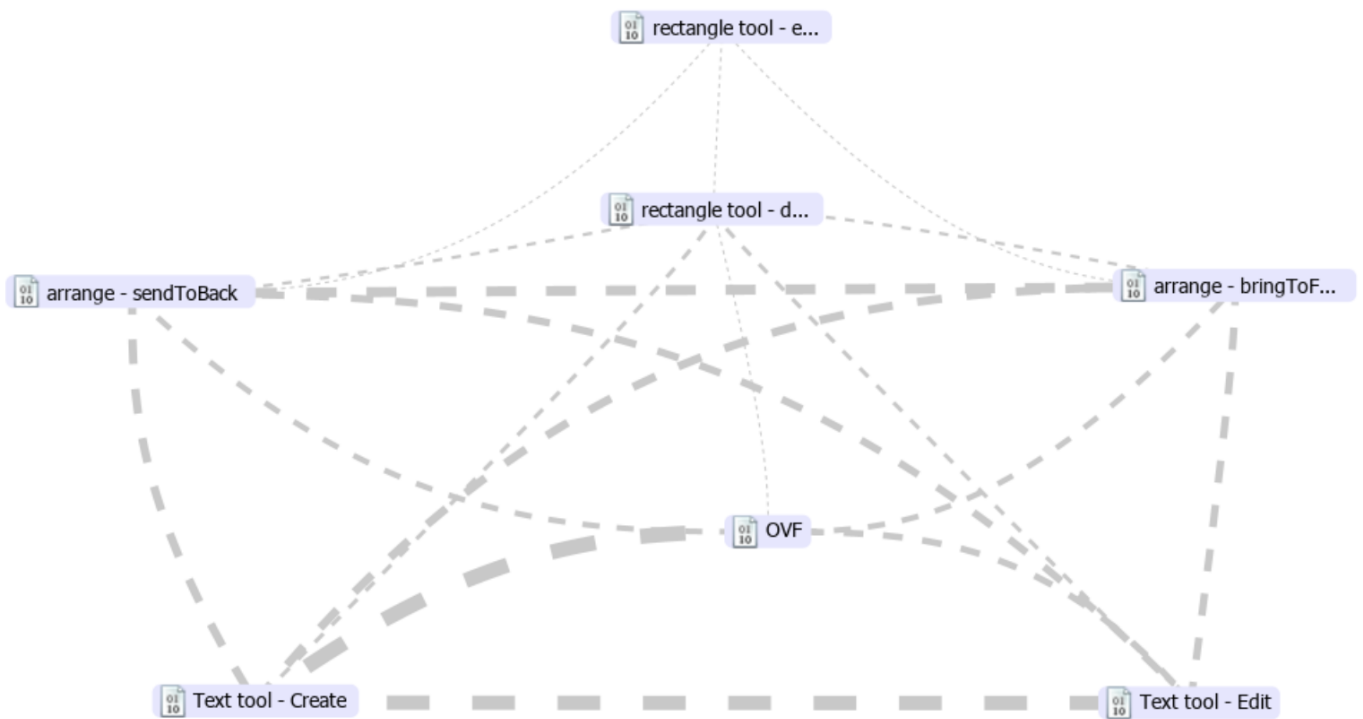 rectangle tool - e...
rectangle tool - d...
arrange - sendToBack
arrange - bringToF...
OVF
Text tool - Create
Text tool - Edit